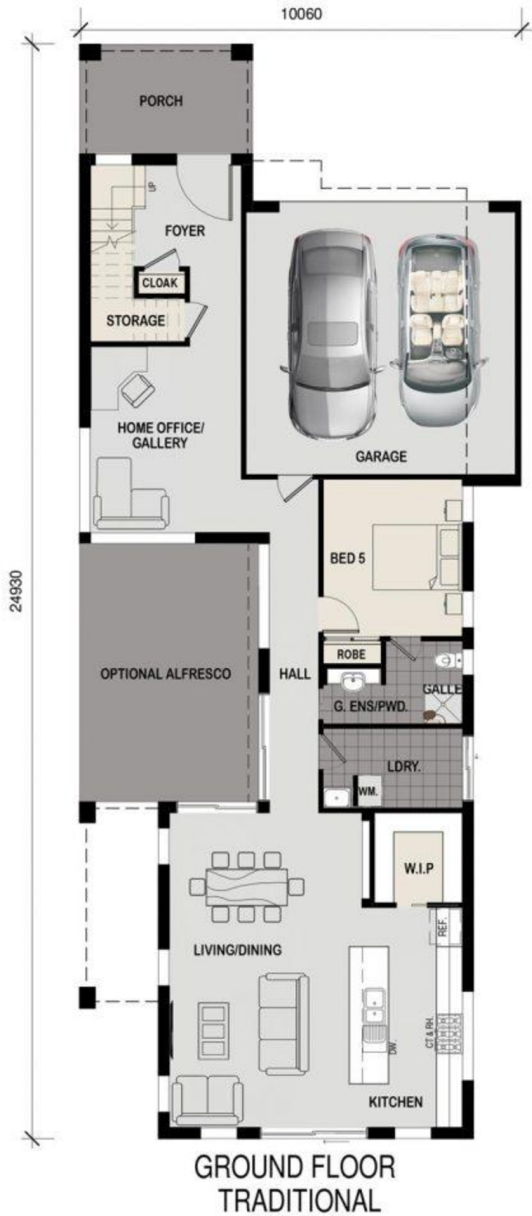 10060
24930
PORCH
UP
FOYER
CLOAK
STORAGE
HOME OFFICE/
GALLERY
GARAGE
BED 5
ROBE
OPTIONAL ALFRESCO
HALL
GALLE
G. ENS/PWD.
LDRY.
WM.
W.I.P
REF.
LIVING/DINING
CT & RH.
DW.
KITCHEN
GROUND FLOOR
TRADITIONAL